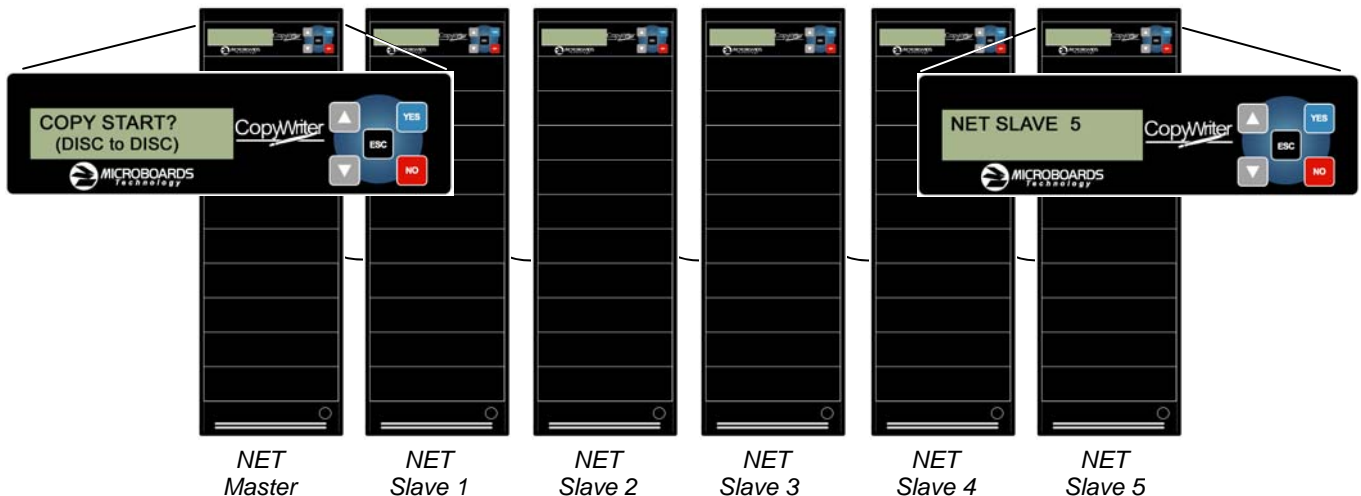 COPY START?
(DISC to DISC)
CopyWriter
YES
ESC
NO
MICROBOARDS
Technology
NET SLAVE 5
CopyWriter
YES
ESC
NO
MICROBOARDS
Technology
NET
Master
NET
Slave 1
NET
Slave 2
NET
Slave 3
NET
Slave 4
NET
Slave 5